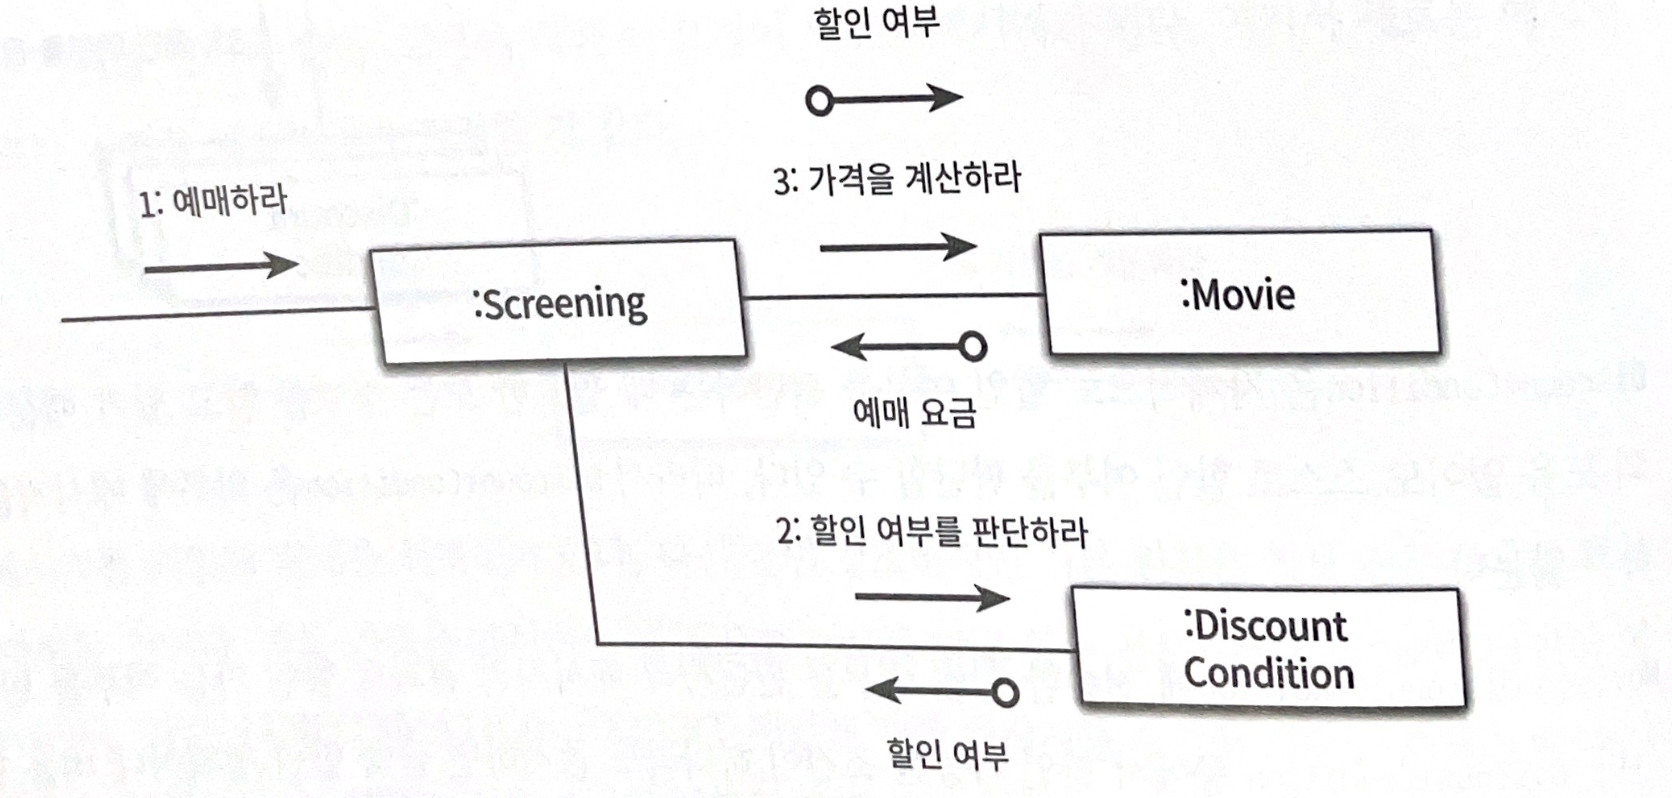 할인 여부
3: 가격을 계산하라
1: 예매하라
:Screening
:Movie
예매 요금
2: 할인 여부를 판단하라
:Discount
Condition
할인 여부